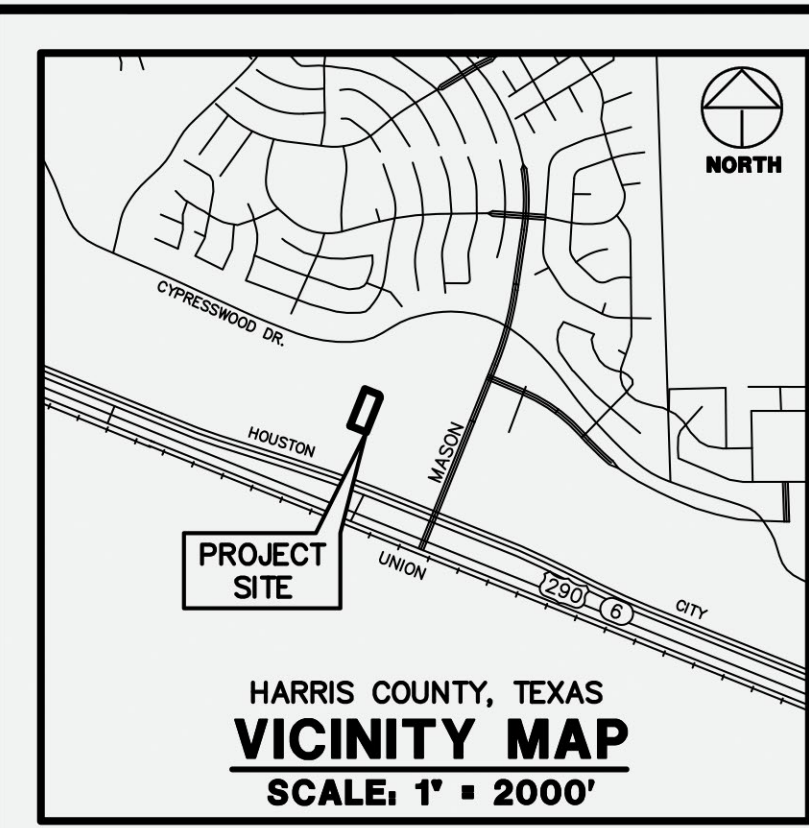 NORTH
CYPRESSWOOD DR.
HOUSTON
MASON
PROJECT
SITE
UNION
290
6
CITY
HARRIS COUNTY, TEXAS
VICINITY MAP
SCALE: 1" = 2000'